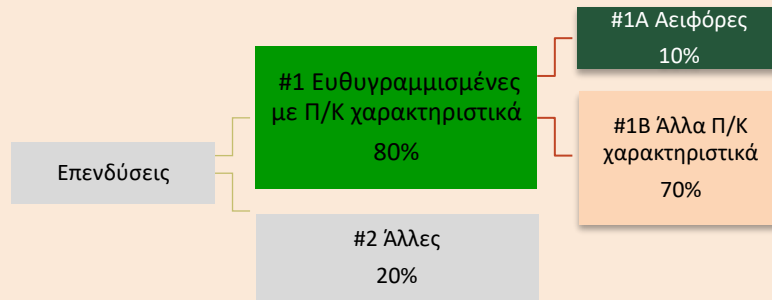 Επενδύσεις
#1 Ευθυγραμμισμένες
με Π/Κ χαρακτηριστικά
80%
#2 Άλλες
20%
#1Α Αειφόρες
10%
#1Β Άλλα Π/Κ
χαρακτηριστικά
70%